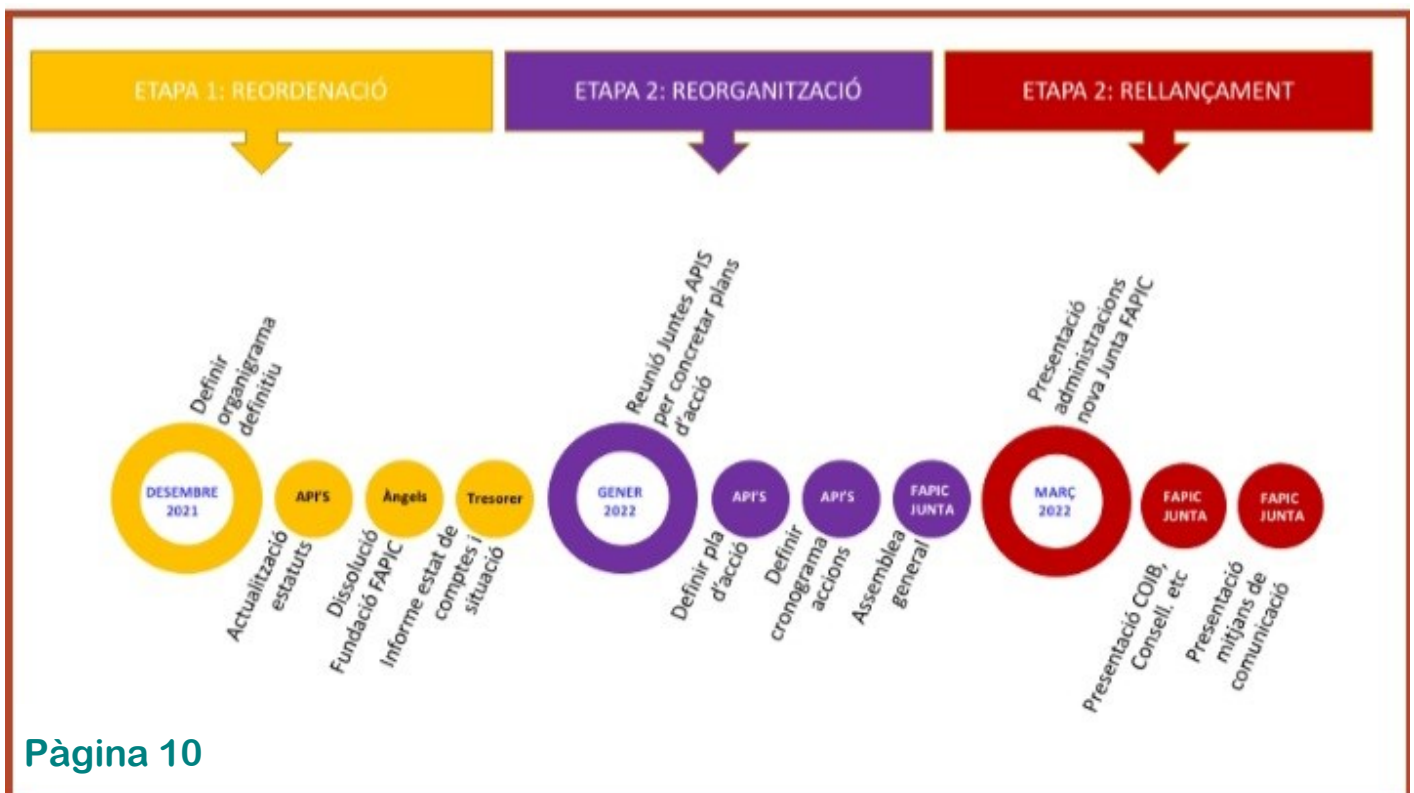 ETAPA 1: REORDENACIÓ
ETAPA 2: REORGANITZACIÓ
ETAPA 2: RELLANÇAMENT
Definir
organigrama
definitiu
DESEMBRE
2021
API'S
Actualització
estatuts
Àngels
Dissolució
Fundació FAPIC
Tresorer
Informe estat de
comptes i
situació
Reunió Juntes APIS
per concretar plans
d'acció
GENER
2022
API'S
Definir pla
d'acció
API'S
Definir
cronograma
accions
FAPIC
JUNTA
Assemblea
general
Presentació
administracions
nova Junta FAPIC
MARÇ
2022
FAPIC
JUNTA
Presentació COIB,
Consell. etc
FAPIC
JUNTA
Presentació
mitjans de
comunicació
Pàgina 10